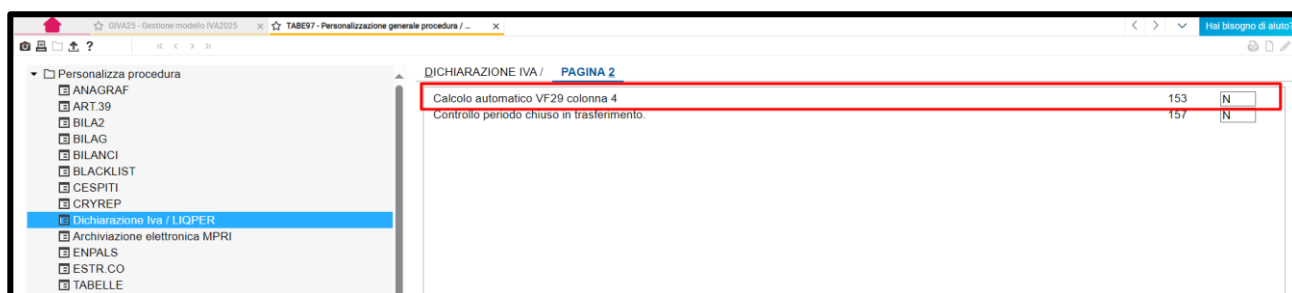 GIVA25 - Gestione modello IVA2025 × TABE97 - Personalizzazione generale procedura / ... × Hai bisogno di aiuto?
?
Personalizza procedura
ANAGRAF
ART.39
BILA2
BILAG
BILANCI
BLACKLIST
CESPITI
CRYREP
Dichiarazione Iva / LIQPER
Archiviazione elettronica MPRI
ENPALS
ESTR.CO
TABELLE
DICHIARAZIONE IVA / PAGINA 2
Calcolo automatico VF29 colonna 4 153 N
Controllo periodo chiuso in trasferimento. 157 N